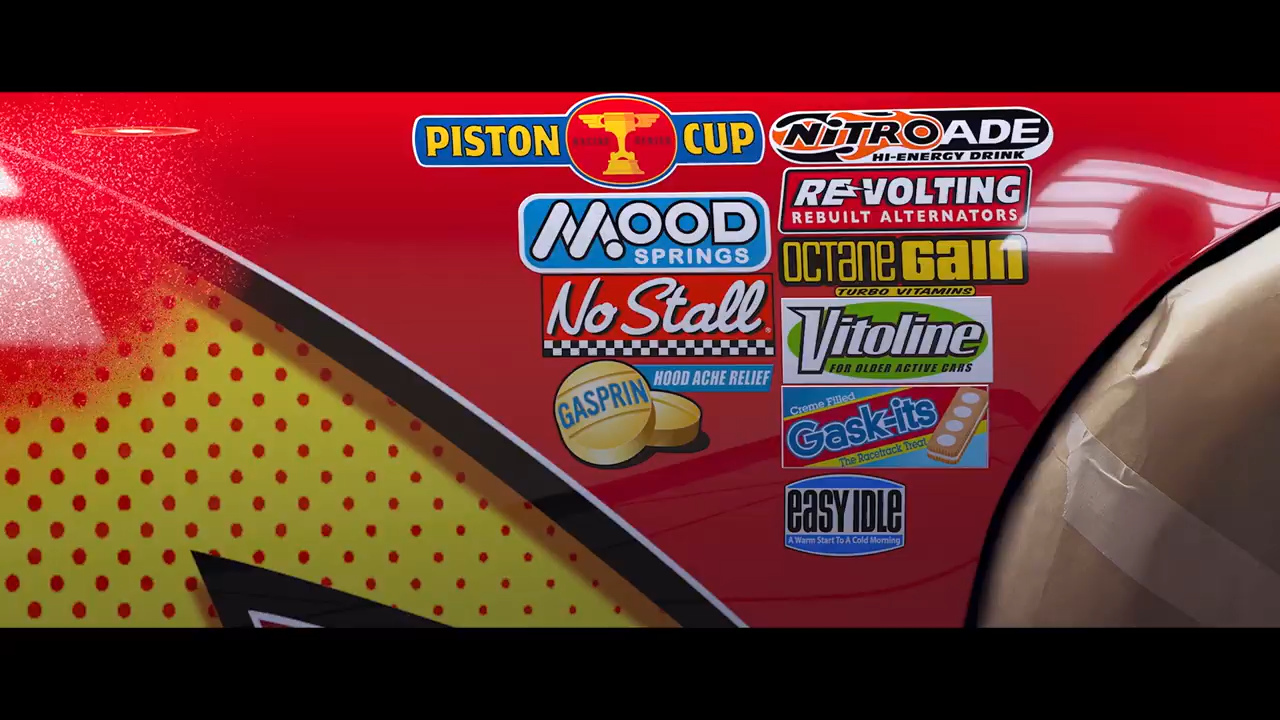 PISTON CUP
RACING SERIES
NiTROADE
HI-ENERGY DRINK
MOOD
SPRINGS
RE-VOLTING
REBUILT ALTERNATORS
OCTANE GAIN
TURBO VITAMINS
No Stall
Vitoline
FOR OLDER ACTIVE CARS
GASPRIN
HOOD ACHE RELIEF
Creme Filled
Gask-its
The Racetrack Treat
EASY IDLE
A Warm Start To A Cold Morning